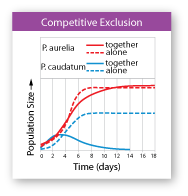 Competitive Exclusion
P. aurelia together
alone
P. caudatum together
alone
Population Size
0 2 4 6 8 10 12 14 16 18
Time (days)